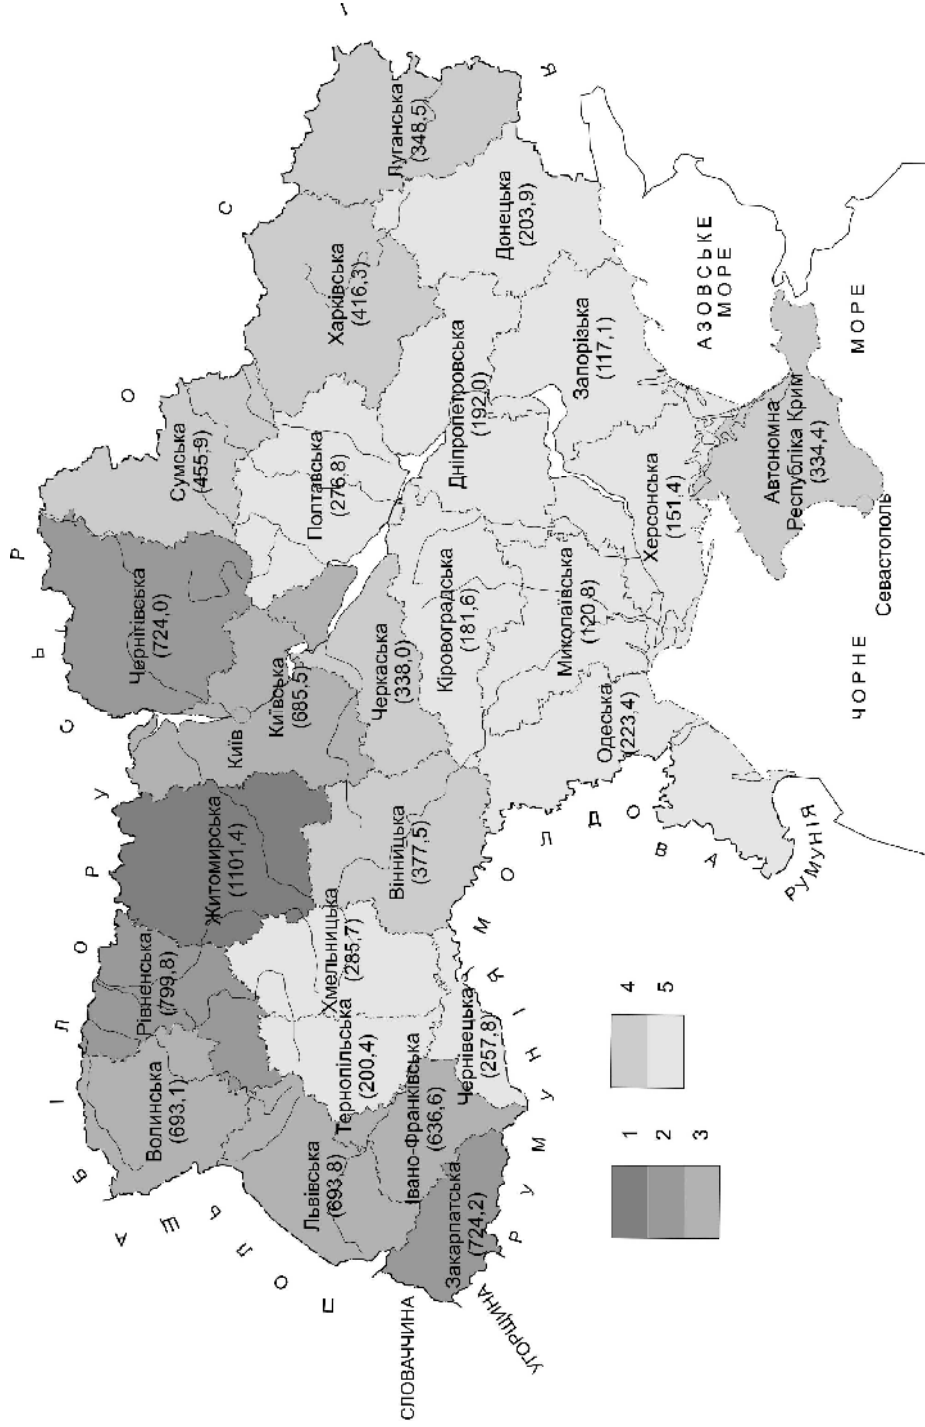 БІЛОРУСЬ
РОСІЯ
ПОЛЬЩА
СЛОВАЧЧИНА
УГОРЩИНА
РУМУНІЯ
МОЛДОВА
РУМУНІЯ
Волинська
(693,1)
Рівненська
(799,8)
Житомирська
(1101,4)
Київ
Київська
(685,5)
Чернігівська
(724,0)
Сумська
(455,9)
Львівська
(693,8)
Тернопільська
(200,4)
Хмельницька
(285,7)
Вінницька
(377,5)
Черкаська
(338,0)
Полтавська
(276,8)
Харківська
(416,3)
Луганська
(348,5)
Закарпатська
(724,2)
Івано-Франківська
(636,6)
Чернівецька
(257,8)
Кіровоградська
(181,6)
Дніпропетровська
(192,0)
Донецька
(203,9)
Одеська
(223,4)
Миколаївська
(120,8)
Херсонська
(151,4)
Запорізька
(117,1)
АЗОВСЬКЕ
МОРЕ
Автономна
Республіка Крим
(334,4)
Севастополь
ЧОРНЕ МОРЕ
1
2
3
4
5